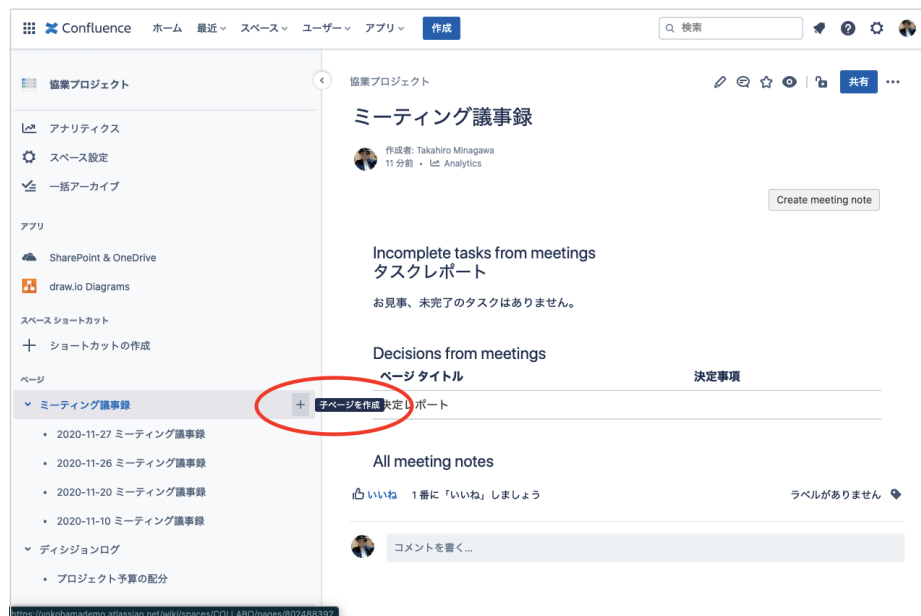 Confluence ホーム 最近 スペース ユーザー アプリ 作成 検索
協業プロジェクト
アナリティクス
スペース設定
一括アーカイブ
アプリ
SharePoint & OneDrive
draw.io Diagrams
スペース ショートカット
ショートカットの作成
ページ
ミーティング議事録
子ページを作成
2020-11-27 ミーティング議事録
2020-11-26 ミーティング議事録
2020-11-20 ミーティング議事録
2020-11-10 ミーティング議事録
ディシジョンログ
プロジェクト予算の配分
https://yokohamademo.atlassian.net/wiki/spaces/COLLABO/pages/802488392
協業プロジェクト
共有
ミーティング議事録
作成者: Takahiro Minagawa
11 分前 • Analytics
Create meeting note
Incomplete tasks from meetings
タスクレポート
お見事、未完了のタスクはありません。
Decisions from meetings
ページ タイトル 決定事項
決定レポート
All meeting notes
いいね 1 番に「いいね」しましょう ラベルがありません
コメントを書く...